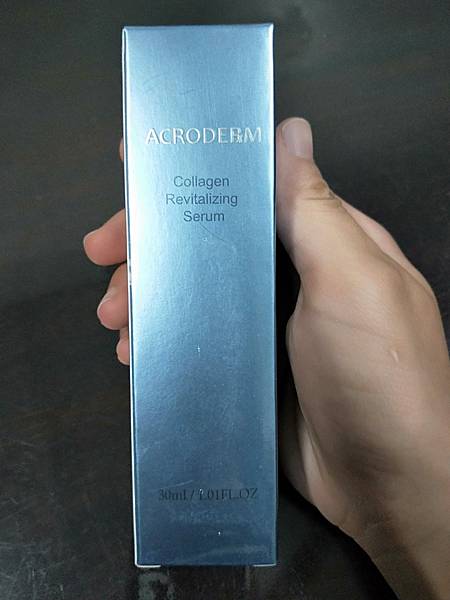 ACRODERM
Collagen
Revitalizing
Serum
30ml / 1.01FL.OZ